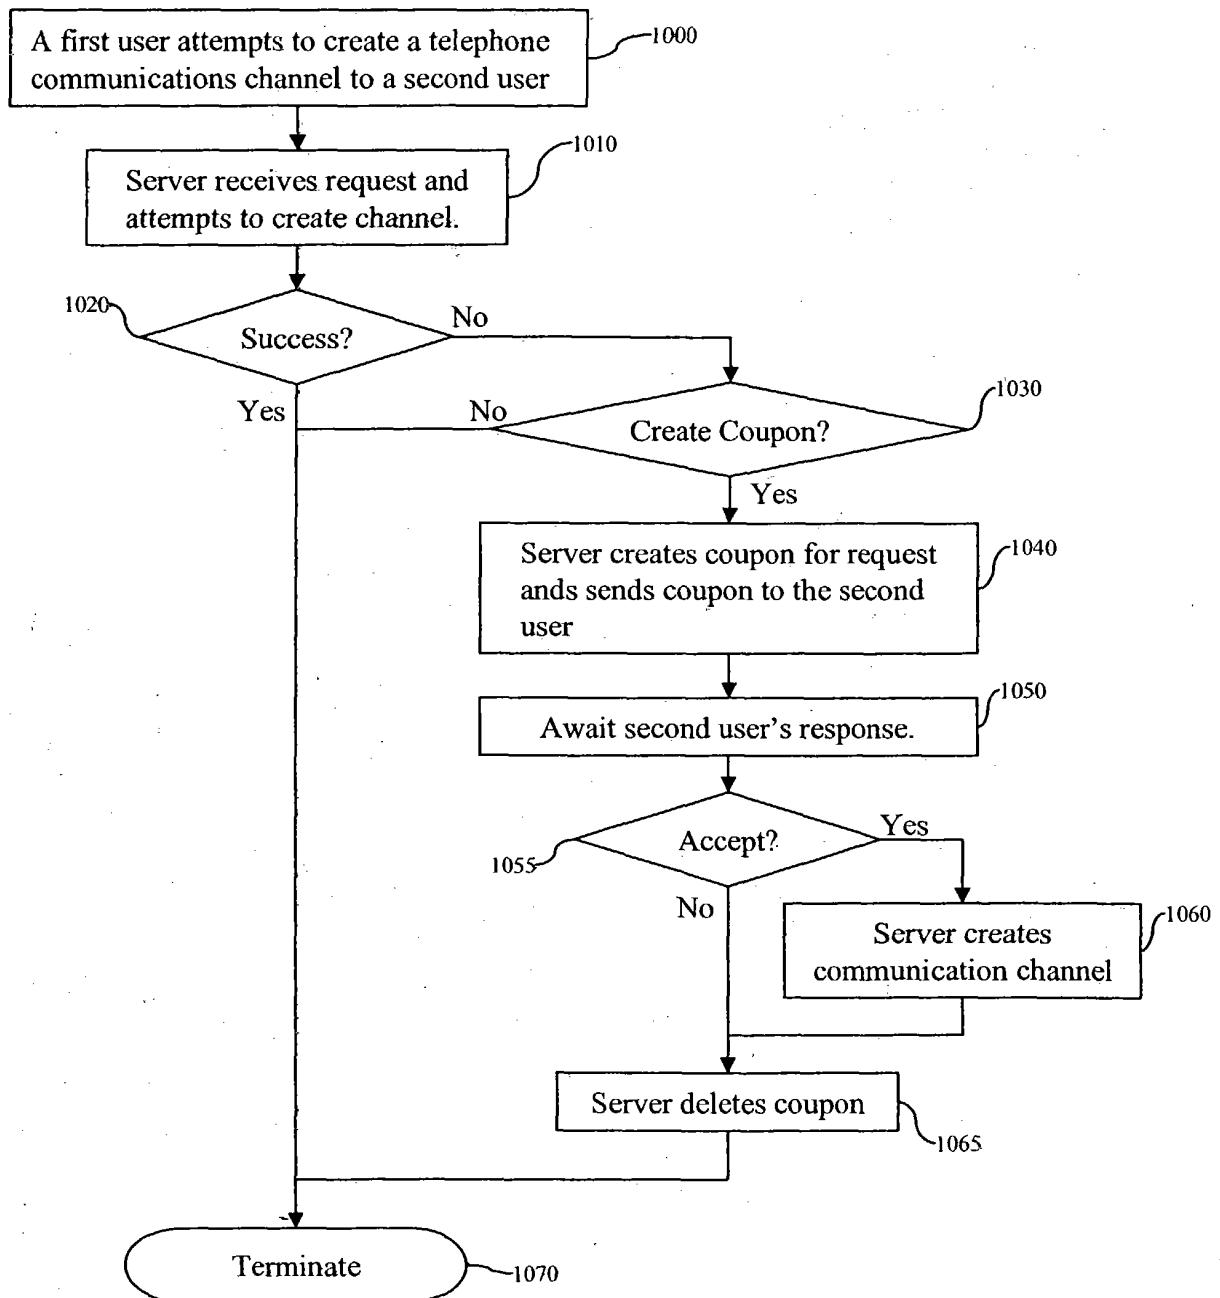 A first user attempts to create a telephone
communications channel to a second user
1000
Server receives request and
attempts to create channel.
1010
1020
Success?
No
Yes
No
Create Coupon?
1030
Yes
Server creates coupon for request
ands sends coupon to the second
user
1040
Await second user's response.
1050
Accept?
1055
Yes
No
Server creates
communication channel
1060
Server deletes coupon
1065
Terminate
1070